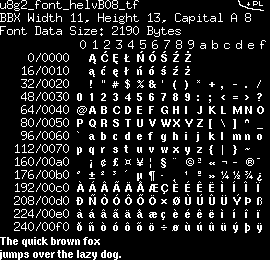 u8g2_font_helvB08_tf
+PL
BBX Width 11, Height 13, Capital A 8
Font Data Size: 2190 Bytes
0 1 2 3 4 5 6 7 8 9 a b c d e f
0/0000 Ą Ć Ę Ł Ń Ó Ś Ź Ż
16/0010 ą ć ę ł ń ó ś ź ż
32/0020 ! " # $ % & ' ( ) * + , - . /
48/0030 0 1 2 3 4 5 6 7 8 9 : ; < = > ?
64/0040 @ A B C D E F G H I J K L M N O
80/0050 P Q R S T U V W X Y Z [ \ ] ^ _
96/0060 ` a b c d e f g h i j k l m n o
112/0070 p q r s t u v w x y z { | } ~
160/00a0 ¡ ¢ £ ¤ ¥ ¦ § ¨ © ª « ¬ - ® ¯
176/00b0 ° ± ² ³ ´ µ ¶ · ¸ ¹ º » ¼ ½ ¾ ¿
192/00c0 À Á Â Ã Ä Å Æ Ç È É Ê Ë Ì Í Î Ï
208/00d0 Ð Ñ Ò Ó Ô Õ Ö × Ø Ù Ú Û Ü Ý Þ ß
224/00e0 à á â ã ä å æ ç è é ê ë ì í î ï
240/00f0 ð ñ ò ó ô õ ö ÷ ø ù ú û ü ý þ ÿ
The quick brown fox
jumps over the lazy dog.